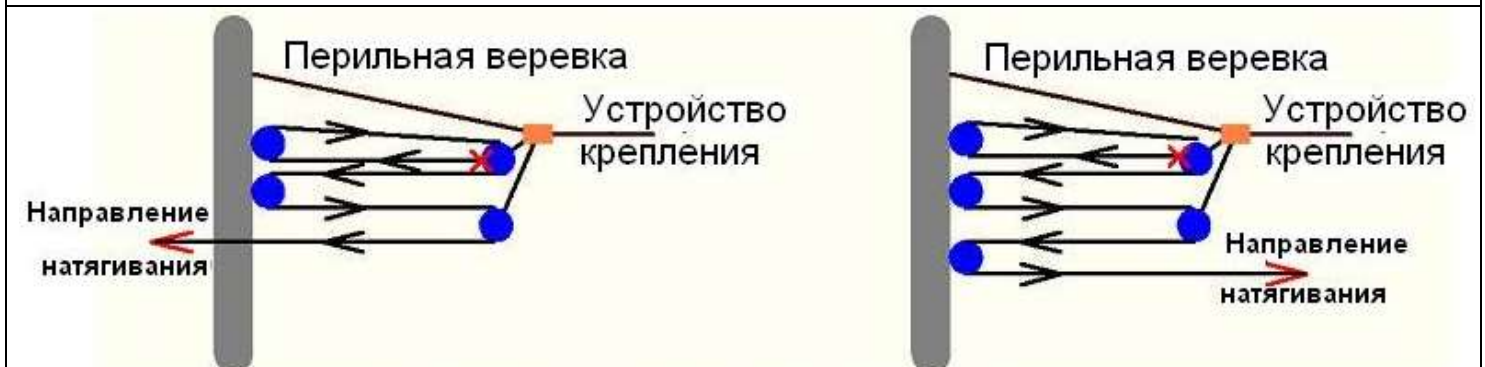 Перильная веревка
Устройство
крепления
Направление
натягивания
Перильная веревка
Устройство
крепления
Направление
натягивания